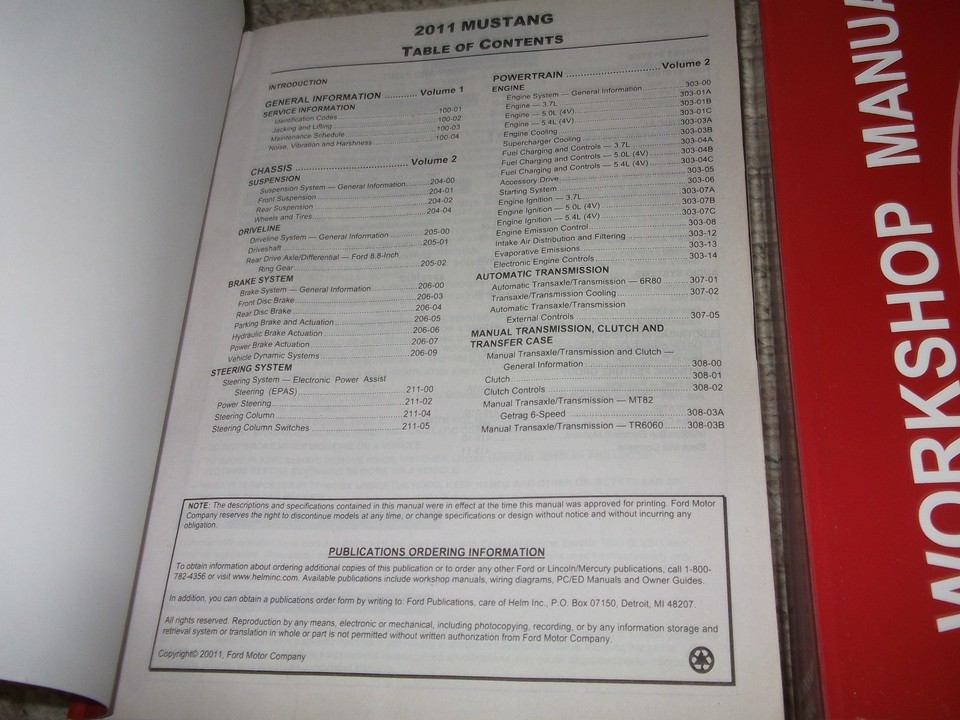 2011 MUSTANG
TABLE OF CONTENTS
INTRODUCTION
GENERAL INFORMATION ............ Volume 1
SERVICE INFORMATION
Identification Codes 100-01
Jacking and Lifting 100-02
Maintenance Schedule 100-03
Noise, Vibration and Harshness 100-04
CHASSIS Volume 2
SUSPENSION
Suspension System — General Information 204-00
Front Suspension 204-01
Rear Suspension 204-02
Wheels and Tires 204-04
DRIVELINE
Driveline System — General Information 205-00
Driveshaft 205-01
Rear Drive Axle/Differential — Ford 8.8-Inch
Ring Gear 205-02
BRAKE SYSTEM
Brake System — General Information 206-00
Front Disc Brake 206-03
Rear Disc Brake 206-04
Parking Brake and Actuation 206-05
Hydraulic Brake Actuation 206-06
Power Brake Actuation 206-07
Vehicle Dynamic Systems 206-09
STEERING SYSTEM
Steering System — Electronic Power Assist
Steering (EPAS) 211-00
Power Steering 211-02
Steering Column 211-04
Steering Column Switches 211-05
POWERTRAIN Volume 2
ENGINE
Engine System — General Information 303-00
Engine — 3.7L 303-01A
Engine — 5.0L (4V) 303-01B
Engine — 5.4L (4V) 303-01C
Engine Cooling 303-03A
Supercharger Cooling 303-03B
Fuel Charging and Controls — 3.7L 303-04A
Fuel Charging and Controls — 5.0L (4V) 303-04B
Fuel Charging and Controls — 5.4L (4V) 303-04C
Accessory Drive 303-05
Starting System 303-06
Engine Ignition — 3.7L 303-07A
Engine Ignition — 5.0L (4V) 303-07B
Engine Ignition — 5.4L (4V) 303-07C
Engine Emission Control 303-08
Intake Air Distribution and Filtering 303-12
Evaporative Emissions 303-13
Electronic Engine Controls 303-14
AUTOMATIC TRANSMISSION
Automatic Transaxle/Transmission — 6R80 307-01
Transaxle/Transmission Cooling 307-02
Automatic Transaxle/Transmission
External Controls 307-05
MANUAL TRANSMISSION, CLUTCH AND
TRANSFER CASE
Manual Transaxle/Transmission and Clutch —
General Information 308-00
Clutch 308-01
Clutch Controls 308-02
Manual Transaxle/Transmission — MT82
Getrag 6-Speed 308-03A
Manual Transaxle/Transmission — TR6060 308-03B
NOTE: The descriptions and specifications contained in this manual were in effect at the time this manual was approved for printing. Ford Motor
Company reserves the right to discontinue models at any time, or change specifications or design without notice and without incurring any
obligation.
PUBLICATIONS ORDERING INFORMATION
To obtain information about ordering additional copies of this publication or to order any other Ford or Lincoln/Mercury publications, call 1-800-
782-4356 or visit www.helminc.com. Available publications include workshop manuals, wiring diagrams, PC/ED Manuals and Owner Guides.
In addition, you can obtain a publications order form by writing to: Ford Publications, care of Helm Inc., P.O. Box 07150, Detroit, MI 48207.
All rights reserved. Reproduction by any means, electronic or mechanical, including photocopying, recording, or by any information storage and
retrieval system or translation in whole or part is not permitted without written authorization from Ford Motor Company.
Copyright© 20011, Ford Motor Company
WORKSHOP MANUA